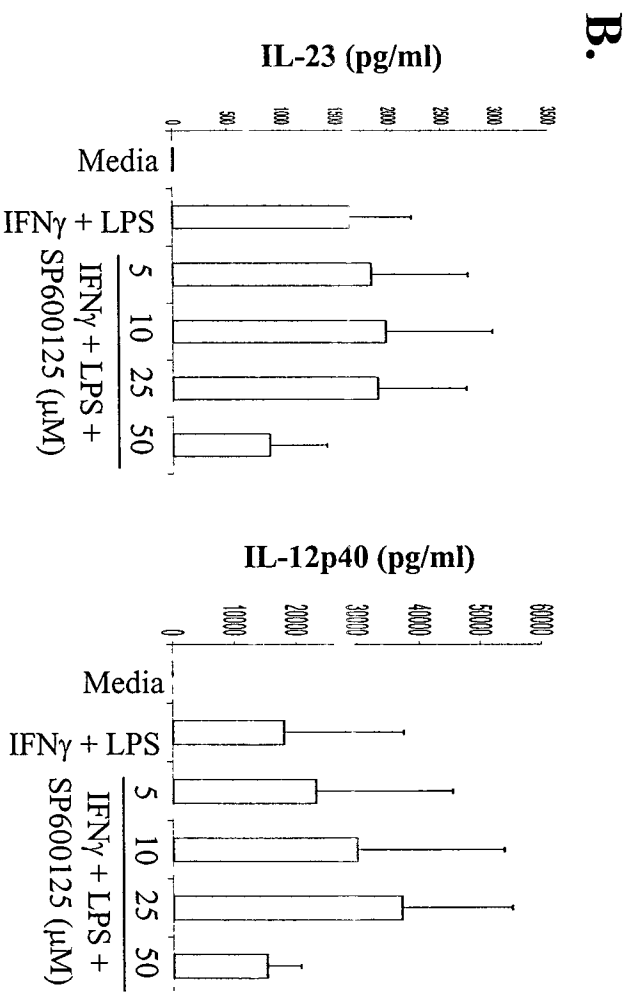 B.
IL-23 (pg/ml)
3500
3000
2500
2000
1500
1000
500
0
Media
IFNγ + LPS
5
10
25
50
IFNγ + LPS +
SP600125 (μM)
IL-12p40 (pg/ml)
60000
50000
40000
30000
20000
10000
0
Media
IFNγ + LPS
5
10
25
50
IFNγ + LPS +
SP600125 (μM)